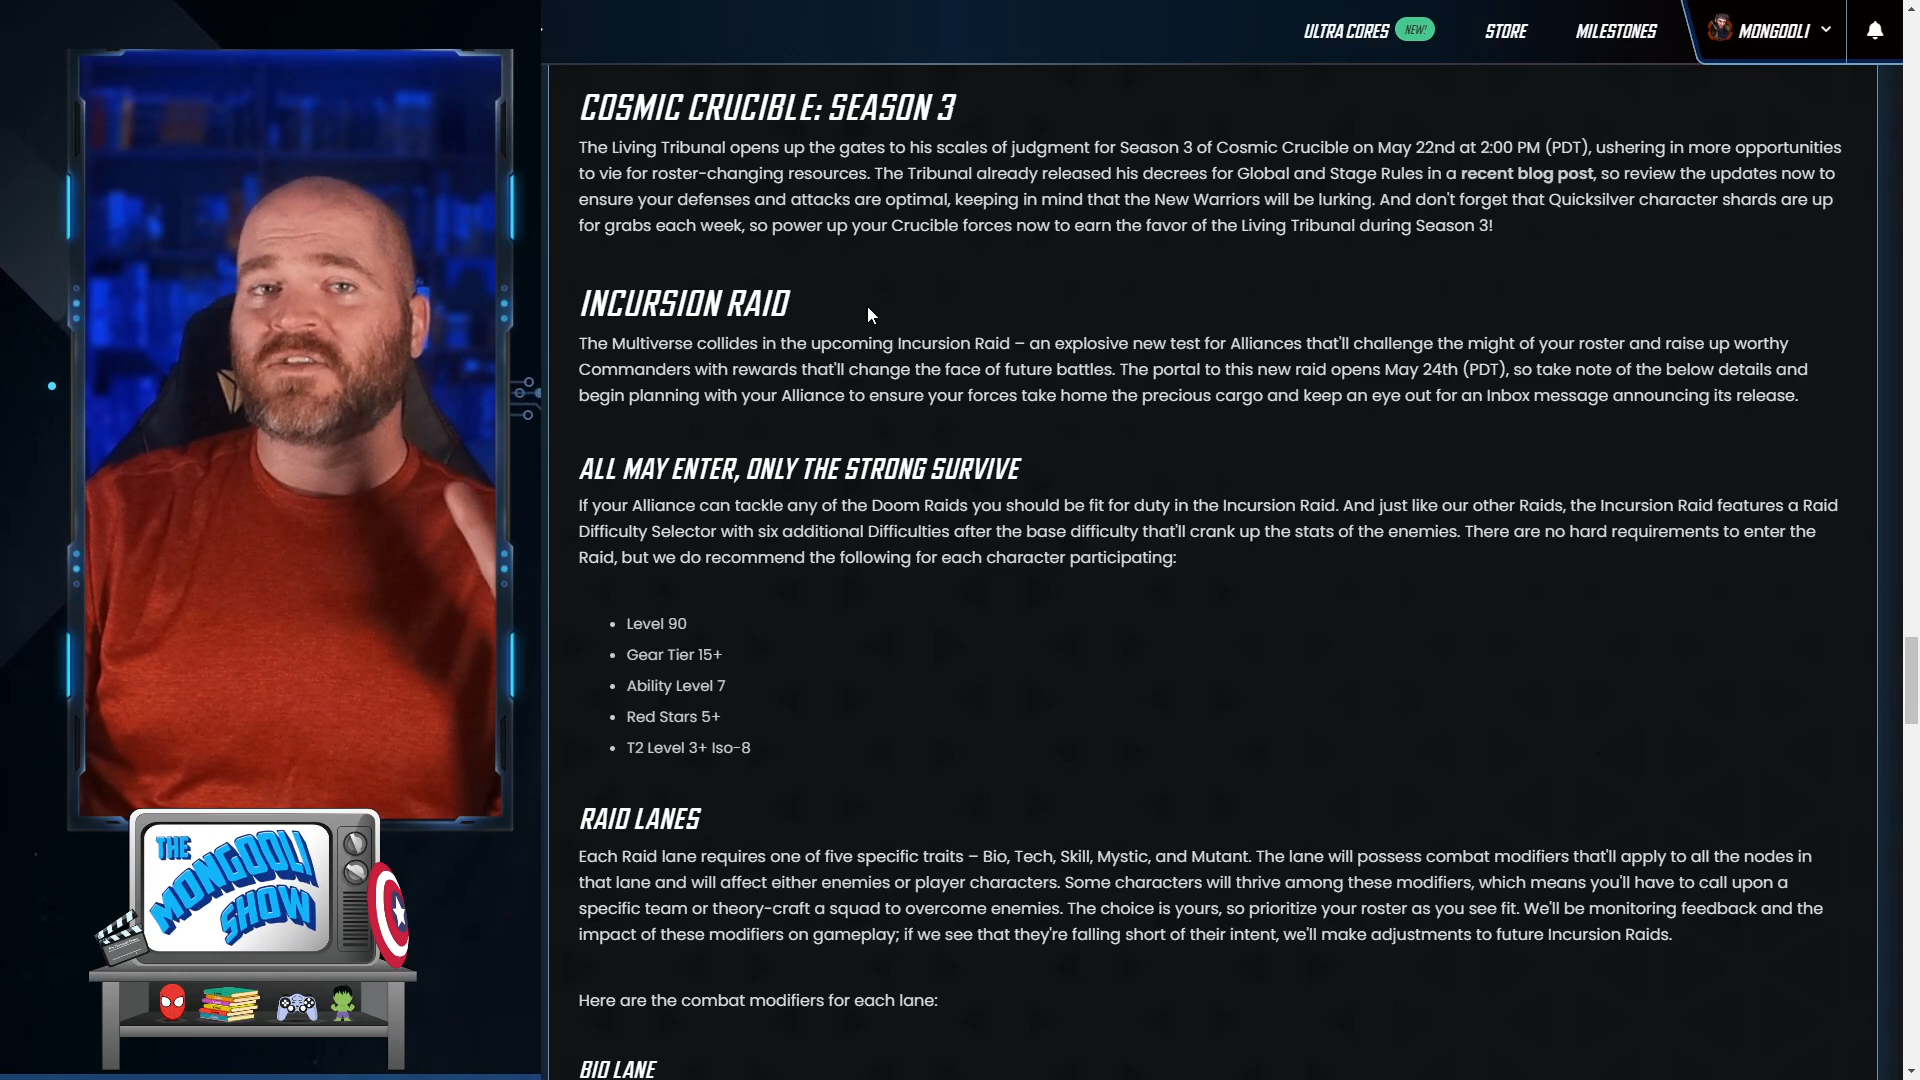 ULTRA CORES NEW! STORE MILESTONES MONGOOLI
COSMIC CRUCIBLE: SEASON 3
The Living Tribunal opens up the gates to his scales of judgment for Season 3 of Cosmic Crucible on May 22nd at 2:00 PM (PDT), ushering in more opportunities
to vie for roster-changing resources. The Tribunal already released his decrees for Global and Stage Rules in a recent blog post, so review the updates now to
ensure your defenses and attacks are optimal, keeping in mind that the New Warriors will be lurking. And don't forget that Quicksilver character shards are up
for grabs each week, so power up your Crucible forces now to earn the favor of the Living Tribunal during Season 3!
INCURSION RAID
The Multiverse collides in the upcoming Incursion Raid – an explosive new test for Alliances that'll challenge the might of your roster and raise up worthy
Commanders with rewards that'll change the face of future battles. The portal to this new raid opens May 24th (PDT), so take note of the below details and
begin planning with your Alliance to ensure your forces take home the precious cargo and keep an eye out for an Inbox message announcing its release.
ALL MAY ENTER, ONLY THE STRONG SURVIVE
If your Alliance can tackle any of the Doom Raids you should be fit for duty in the Incursion Raid. And just like our other Raids, the Incursion Raid features a Raid
Difficulty Selector with six additional Difficulties after the base difficulty that'll crank up the stats of the enemies. There are no hard requirements to enter the
Raid, but we do recommend the following for each character participating:
• Level 90
• Gear Tier 15+
• Ability Level 7
• Red Stars 5+
• T2 Level 3+ Iso-8
RAID LANES
Each Raid lane requires one of five specific traits – Bio, Tech, Skill, Mystic, and Mutant. The lane will possess combat modifiers that'll apply to all the nodes in
that lane and will affect either enemies or player characters. Some characters will thrive among these modifiers, which means you'll have to call upon a
specific team or theory-craft a squad to overcome enemies. The choice is yours, so prioritize your roster as you see fit. We'll be monitoring feedback and the
impact of these modifiers on gameplay; if we see that they're falling short of their intent, we'll make adjustments to future Incursion Raids.
Here are the combat modifiers for each lane:
BIO LANE
THE
MONGOOLI
SHOW